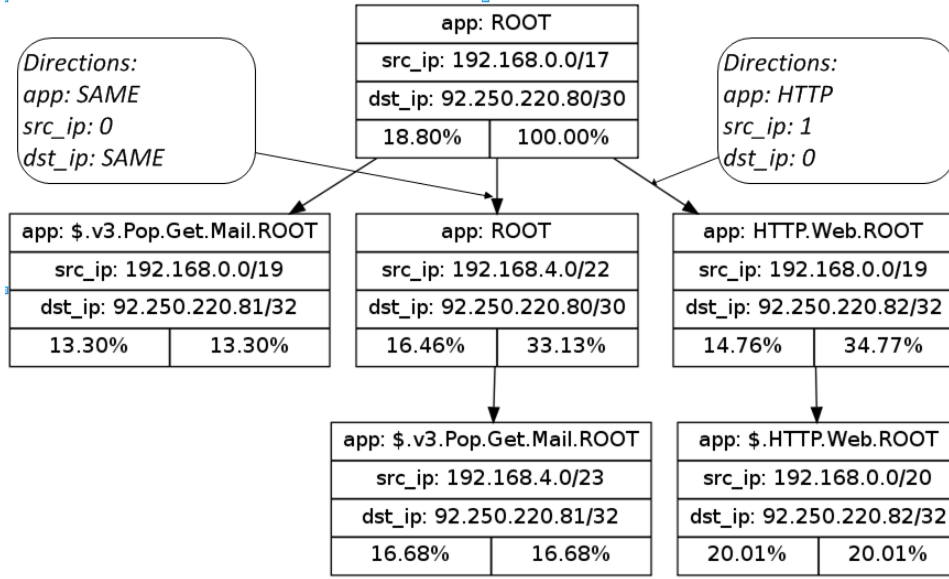 app: ROOT
src_ip: 192.168.0.0/17
dst_ip: 92.250.220.80/30
18.80% 100.00%
Directions:
app: SAME
src_ip: 0
dst_ip: SAME
Directions:
app: HTTP
src_ip: 1
dst_ip: 0
app: $.v3.Pop.Get.Mail.ROOT
src_ip: 192.168.0.0/19
dst_ip: 92.250.220.81/32
13.30% 13.30%
app: ROOT
src_ip: 192.168.4.0/22
dst_ip: 92.250.220.80/30
16.46% 33.13%
app: HTTP.Web.ROOT
src_ip: 192.168.0.0/19
dst_ip: 92.250.220.82/32
14.76% 34.77%
app: $.v3.Pop.Get.Mail.ROOT
src_ip: 192.168.4.0/23
dst_ip: 92.250.220.81/32
16.68% 16.68%
app: $.HTTP.Web.ROOT
src_ip: 192.168.0.0/20
dst_ip: 92.250.220.82/32
20.01% 20.01%